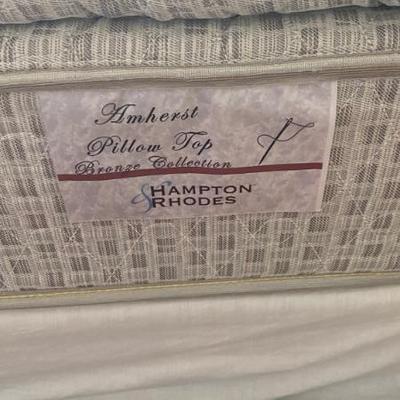 Amherst
Pillow Top
Bronze Collection
& HAMPTON
RHODES